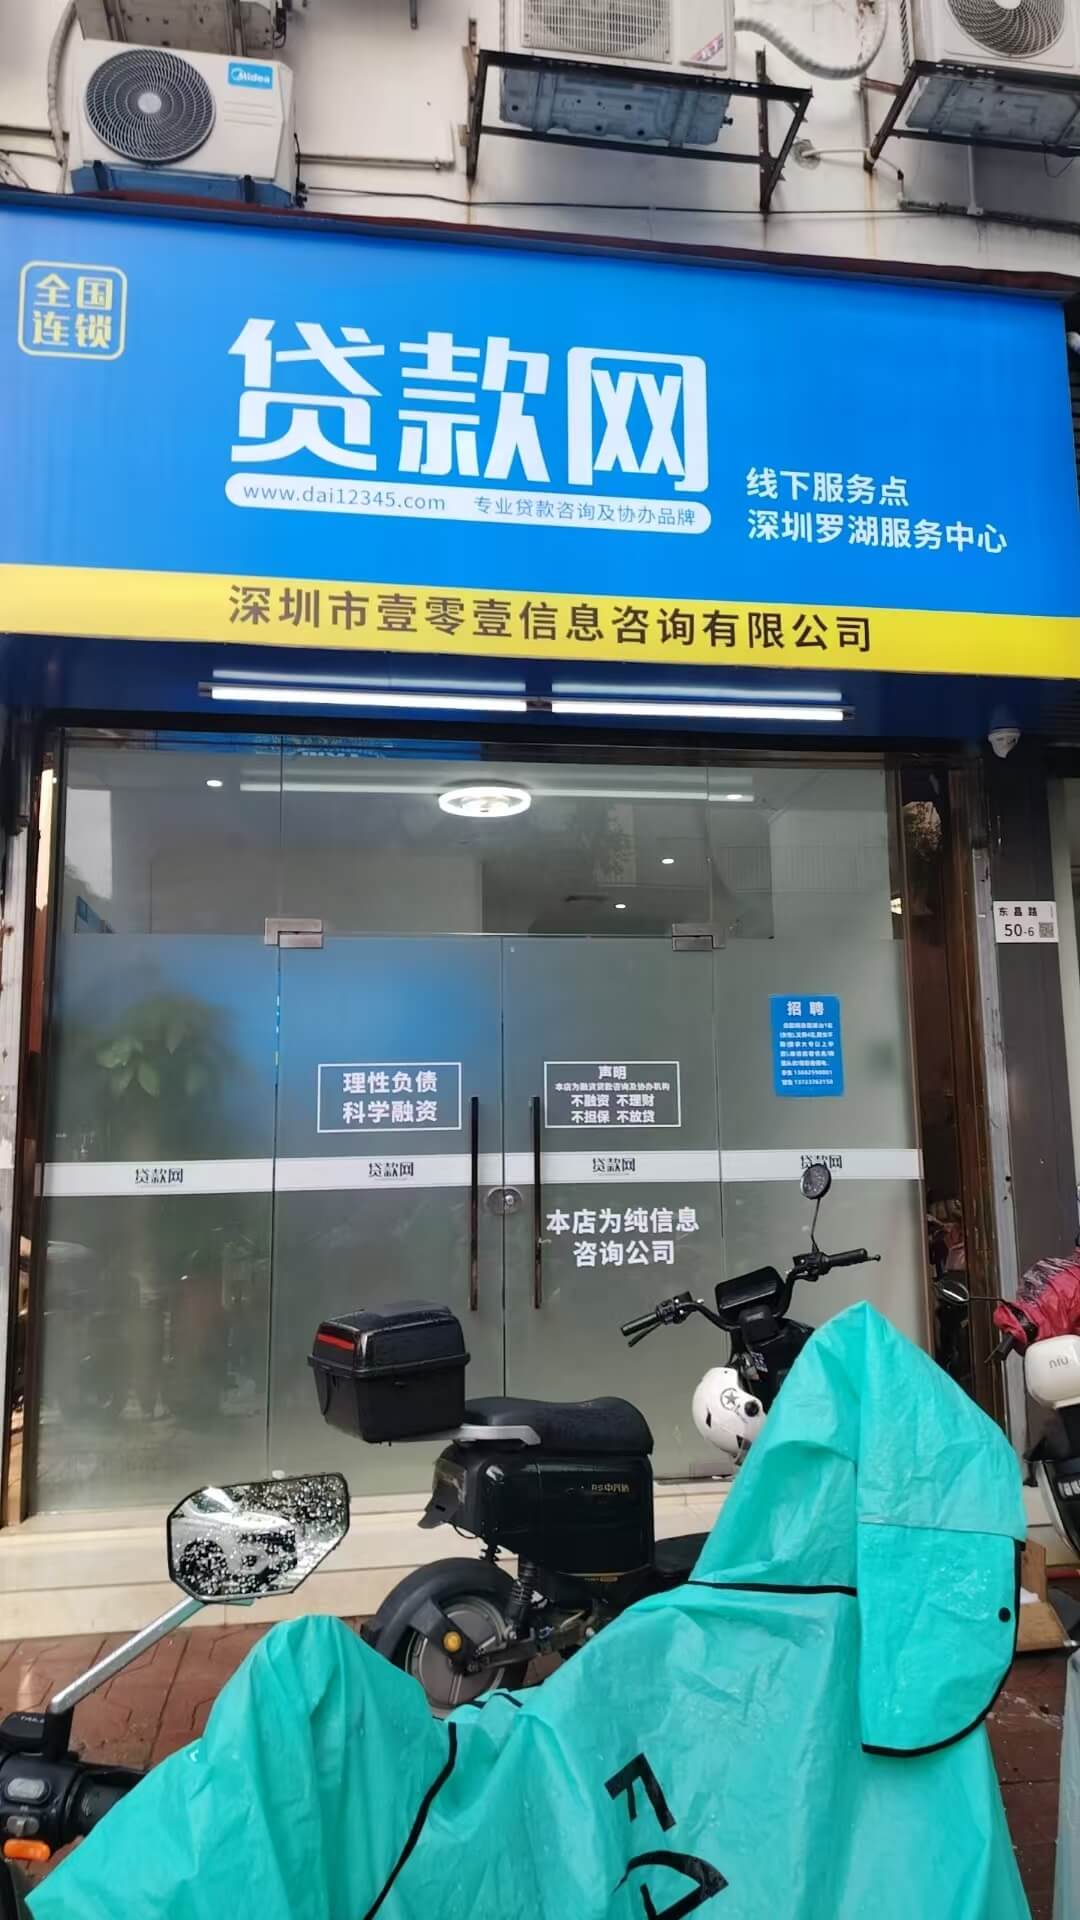 Midea
全国
连锁
贷款网
www.dai12345.com 专业贷款咨询及协办品牌
线下服务点
深圳罗湖服务中心
深圳市壹零壹信息咨询有限公司
东昌路
50-6
招聘
理性负债
科学融资
声明
本店为融资贷款咨询及协办机构
不融资 不理财
不担保 不放贷
贷款网
贷款网
贷款网
贷款网
本店为纯信息
咨询公司
niu